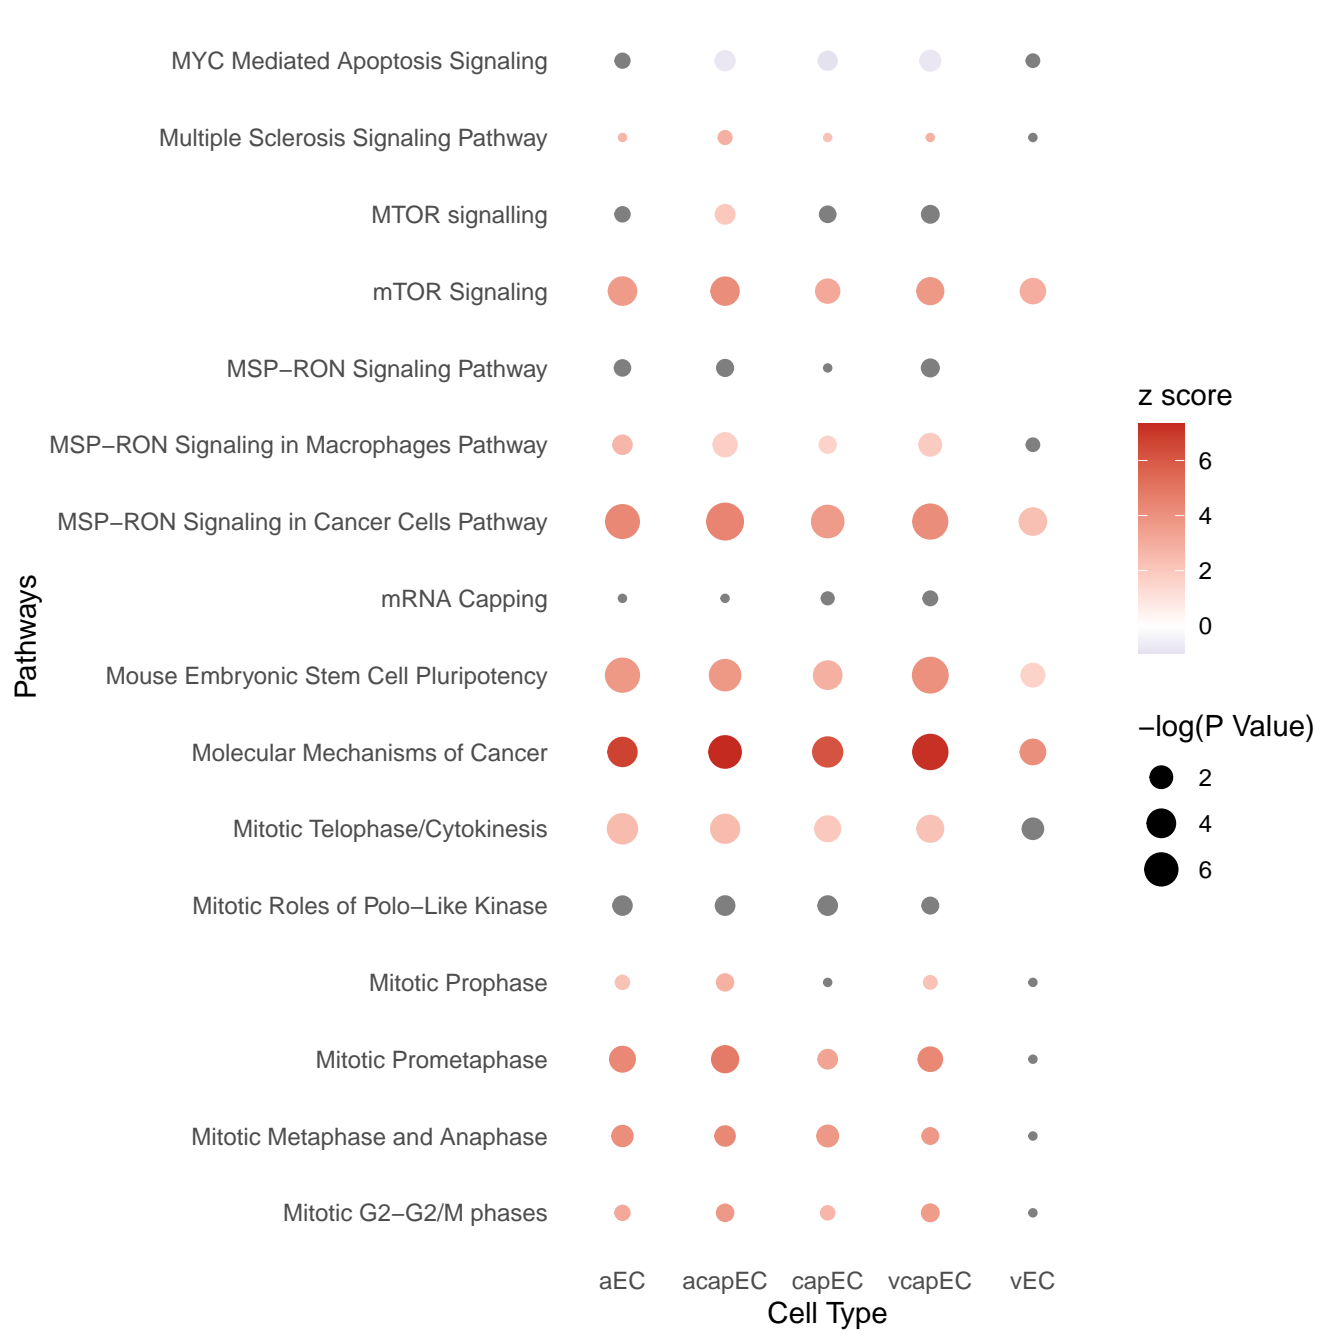 MYC Mediated Apoptosis Signaling
Multiple Sclerosis Signaling Pathway
MTOR signalling
mTOR Signaling
MSP−RON Signaling Pathway
MSP−RON Signaling in Macrophages Pathway
MSP−RON Signaling in Cancer Cells Pathway
mRNA Capping
Mouse Embryonic Stem Cell Pluripotency
Molecular Mechanisms of Cancer
Mitotic Telophase/Cytokinesis
Mitotic Roles of Polo−Like Kinase
Mitotic Prophase
Mitotic Prometaphase
Mitotic Metaphase and Anaphase
Mitotic G2−G2/M phases
Pathways
aEC acapEC capEC vcapEC vEC
Cell Type
z score
6
4
2
0
−log(P Value)
2
4
6